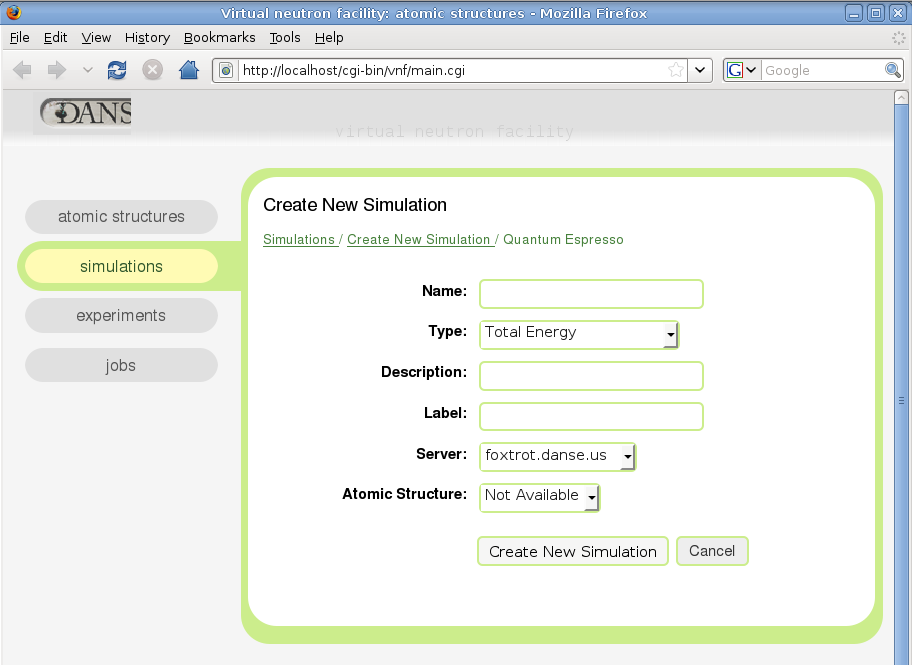 Virtual neutron facility: atomic structures - Mozilla Firefox
File Edit View History Bookmarks Tools Help
http://localhost/cgi-bin/vnf/main.cgi G Google
DANS
virtual neutron facility
atomic structures
simulations
experiments
jobs
Create New Simulation
Simulations / Create New Simulation / Quantum Espresso
Name:
Type: Total Energy
Description:
Label:
Server: foxtrot.danse.us
Atomic Structure: Not Available
Create New Simulation Cancel